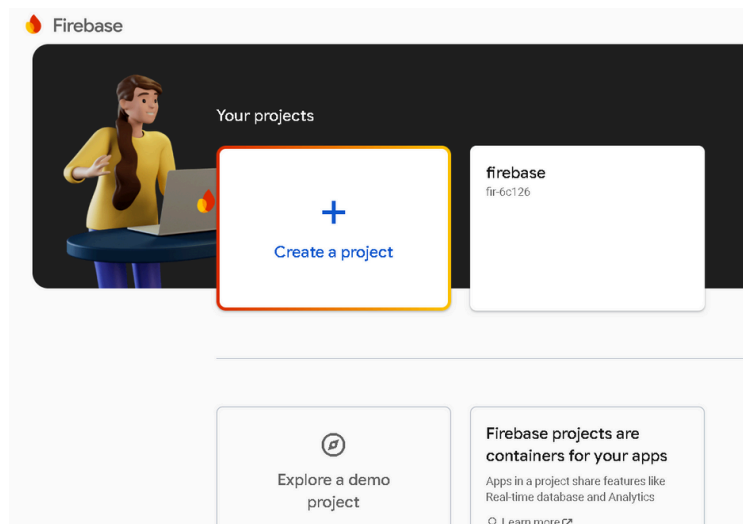 Firebase
Your projects
Create a project
firebase
fir-6c126
Explore a demo
project
Firebase projects are
containers for your apps
Apps in a project share features like
Real-time database and Analytics
Learn more